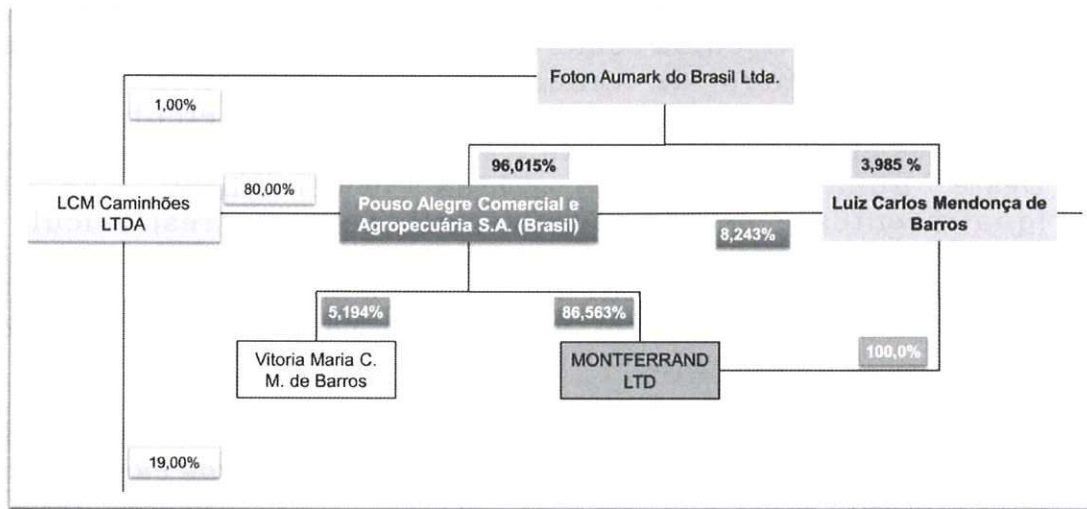 Foton Aumark do Brasil Ltda.
1,00%
96,015%
3,985 %
LCM Caminhões
LTDA
80,00%
Pouso Alegre Comercial e
Agropecuária S.A. (Brasil)
8,243%
Luiz Carlos Mendonça de
Barros
5,194%
86,563%
Vitoria Maria C.
M. de Barros
MONTFERRAND
LTD
100,0%
19,00%